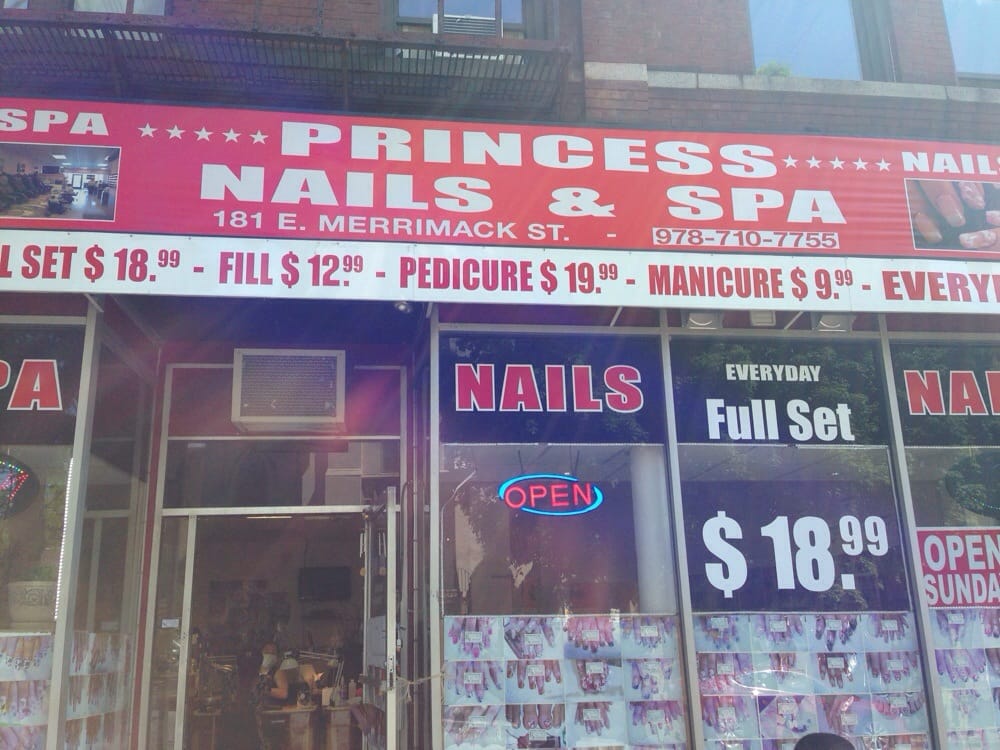 SPA
★★★★★ PRINCESS ★★★★★
NAILS & SPA
NAILS
181 E. MERRIMACK ST. - 978-710-7755
L SET $ 18.99 - FILL $ 12.99 - PEDICURE $ 19.99 - MANICURE $ 9.99 - EVERY
PA
NAILS
EVERYDAY
Full Set
NAI
OPEN
$ 18.99
OPEN
SUNDA